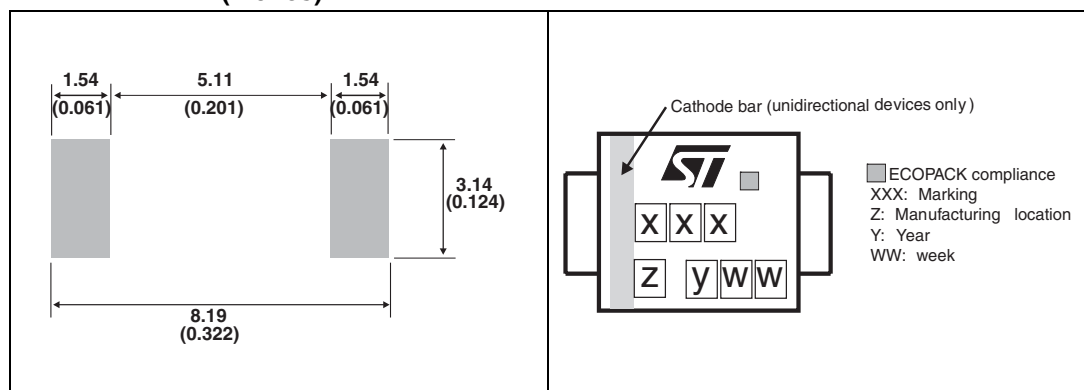 1.54
(0.061)
5.11
(0.201)
1.54
(0.061)
3.14
(0.124)
8.19
(0.322)
Cathode bar (unidirectional devices only)
ST
x x x
z y w w
ECOPACK compliance
XXX: Marking
Z: Manufacturing location
Y: Year
WW: week